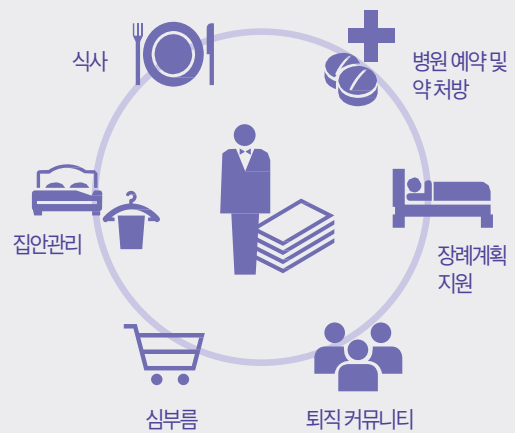 식사
병원 예약 및
약 처방
집안관리
장례계획
지원
심부름
퇴직 커뮤니티